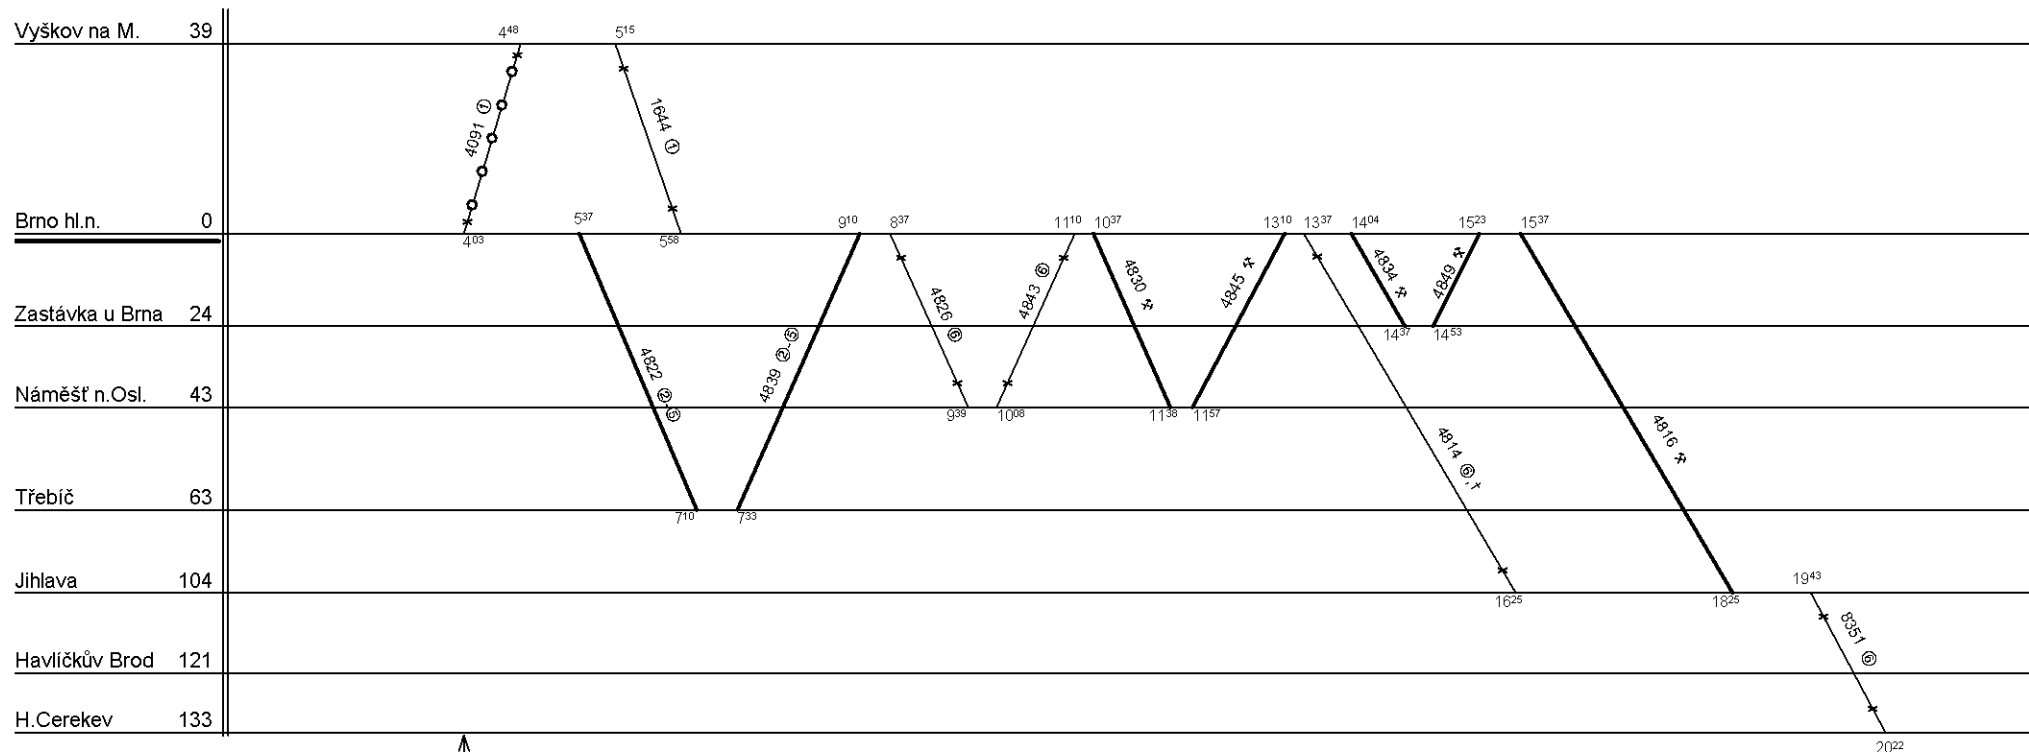 Vyškov na M. 39
4⁴⁸ 5¹⁵
4091 ①
1644 ①
Brno hl.n. 0
5³⁷ 9¹⁰ 8³⁷ 11¹⁰ 10³⁷ 13¹⁰ 13³⁷ 14⁰⁴ 15²³ 15³⁷
4⁰³ 5⁵⁸
4826 ⑥
4843 ⑥
4830 ⚒
4845 ⚒
4834 ⚒
4849 ⚒
Zastávka u Brna 24
14³⁷ 14⁵³
4822 ②-⑤
4839 ②-⑤
Náměšť n.Osl. 43
9³⁹ 10⁰⁸ 11³⁸ 11⁵⁷
4814 ⑥,†
4816 ⚒
Třebíč 63
7¹⁰ 7³³
Jihlava 104
19⁴³
16²⁵ 18²⁵
8351 ⑥
Havlíčkův Brod 121
H.Cerekev 133
20²²